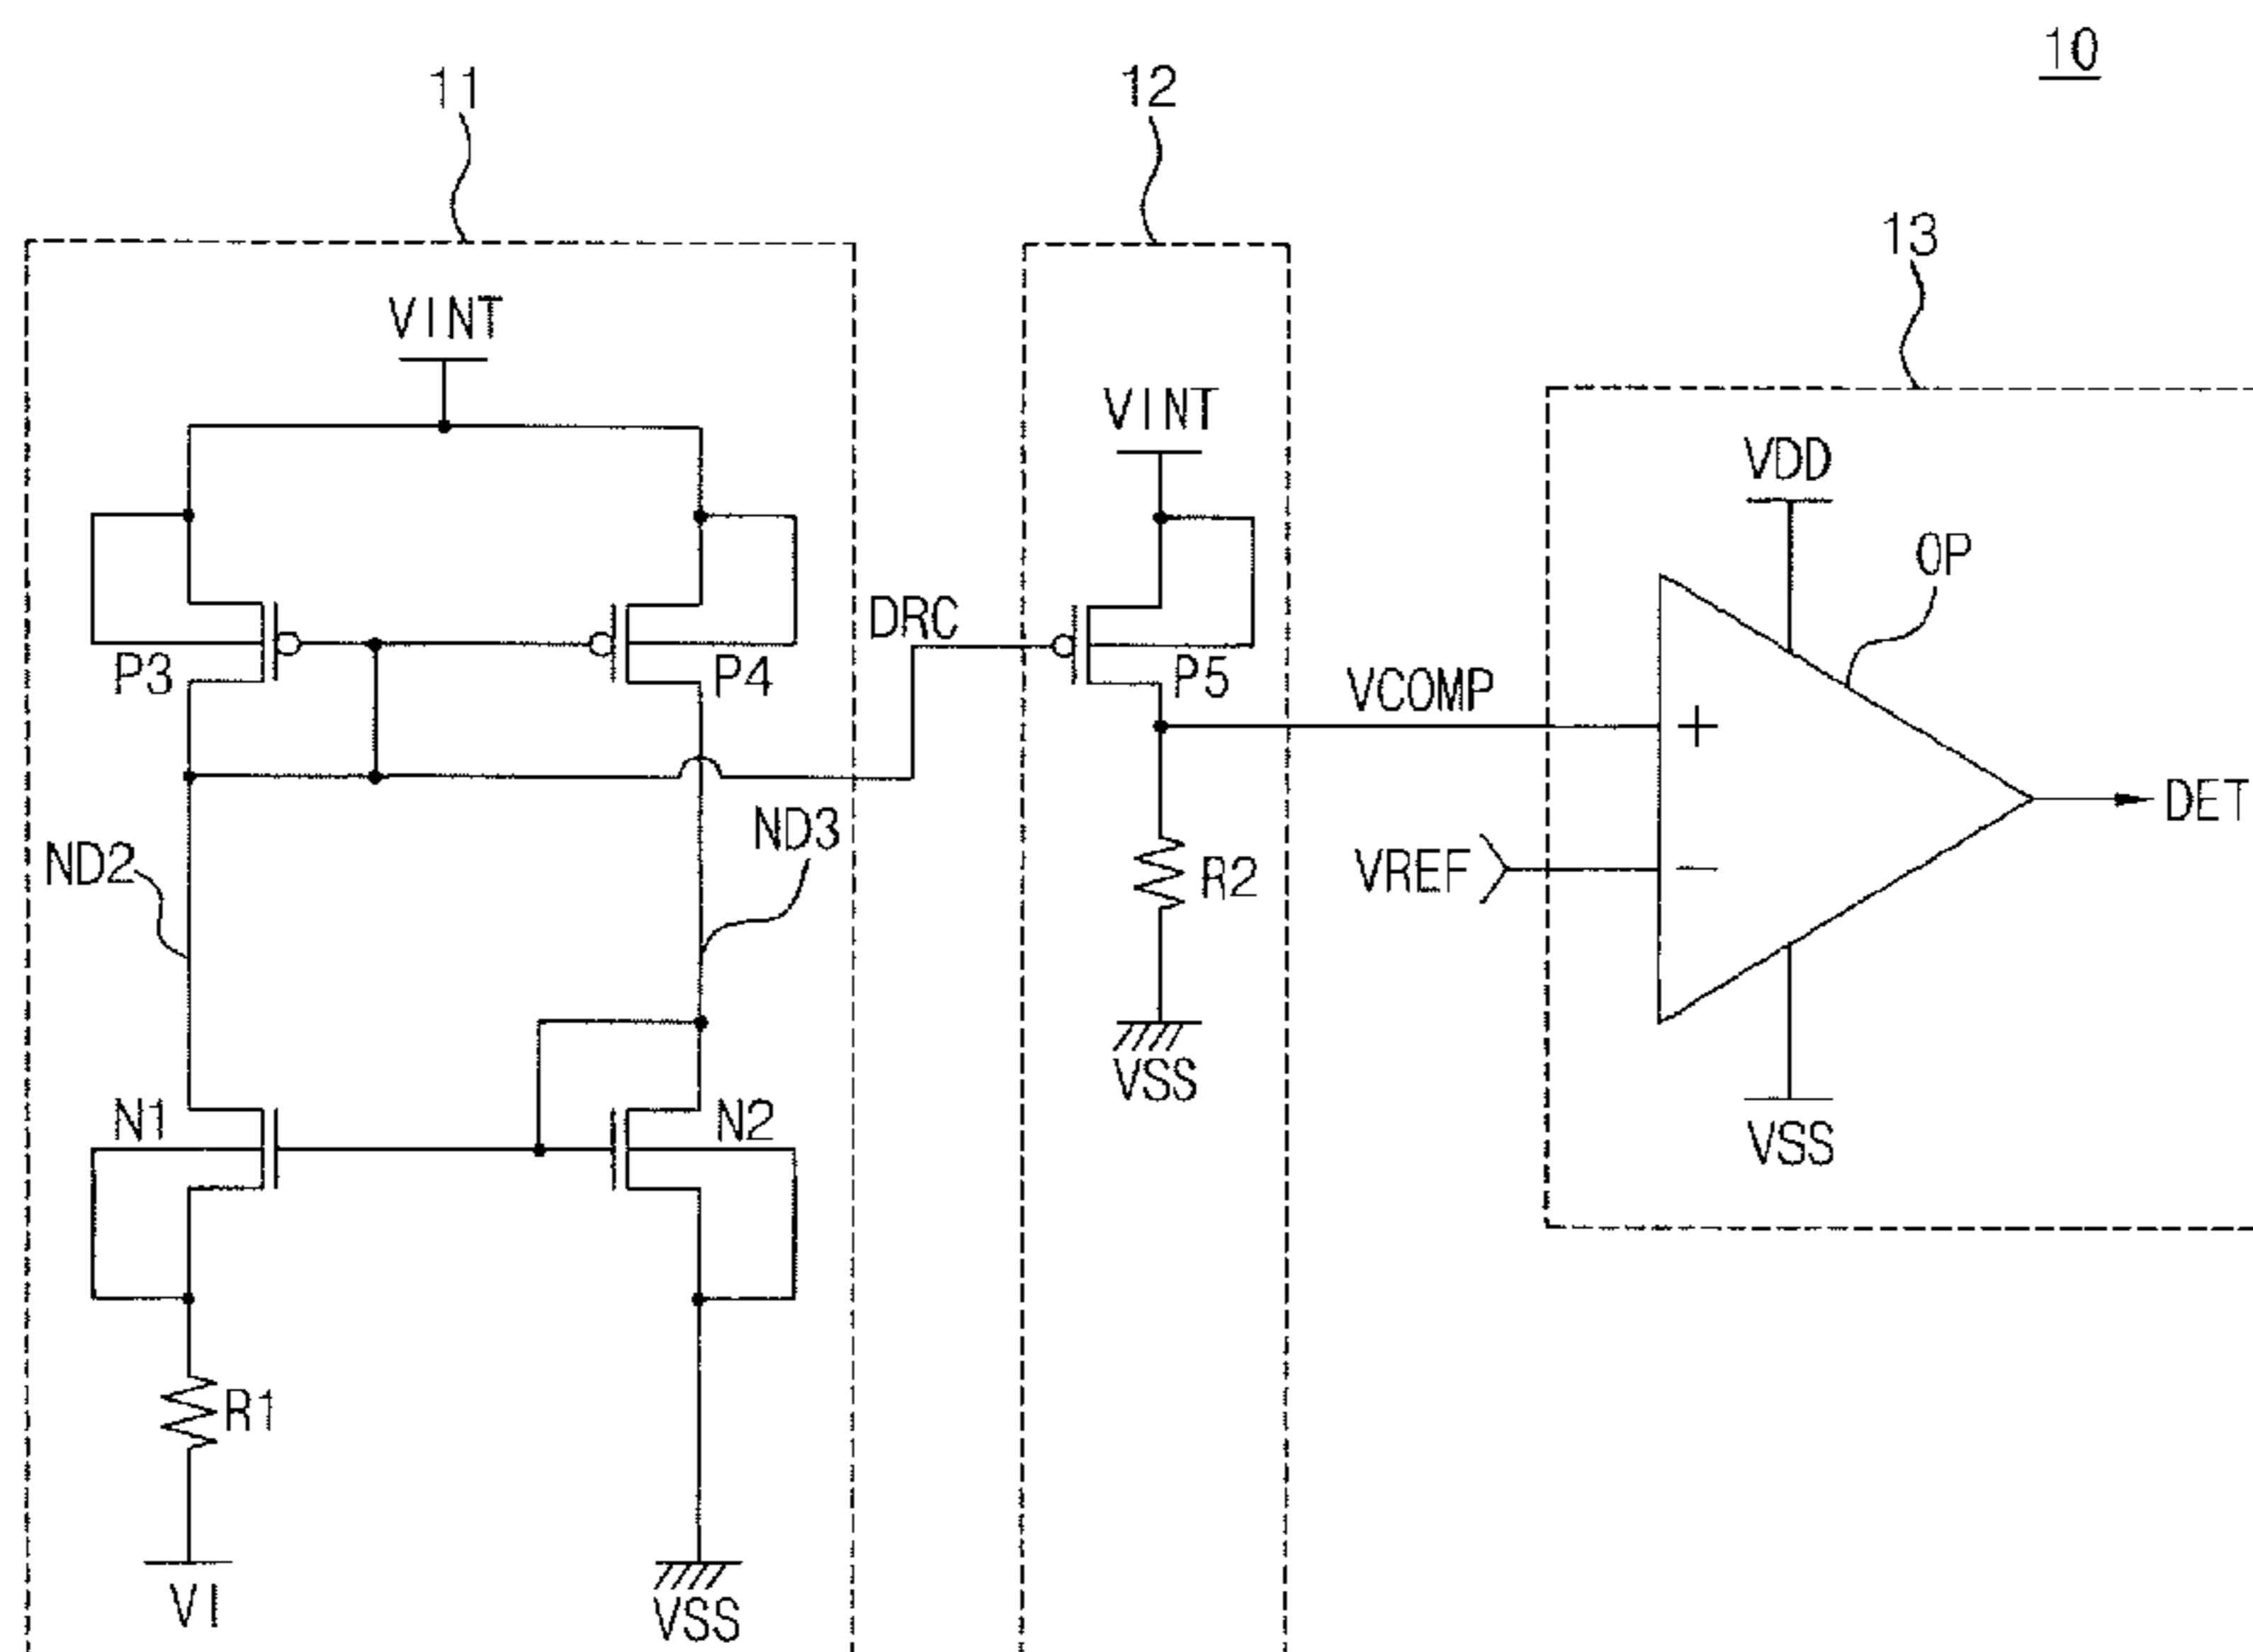 10
11
12
13
VINT
VINT
VDD
OP
P3
P4
DRC
P5
VCOMP
+
DET
ND2
ND3
R2
VREF
−
VSS
N1
N2
VSS
R1
VI
VSS